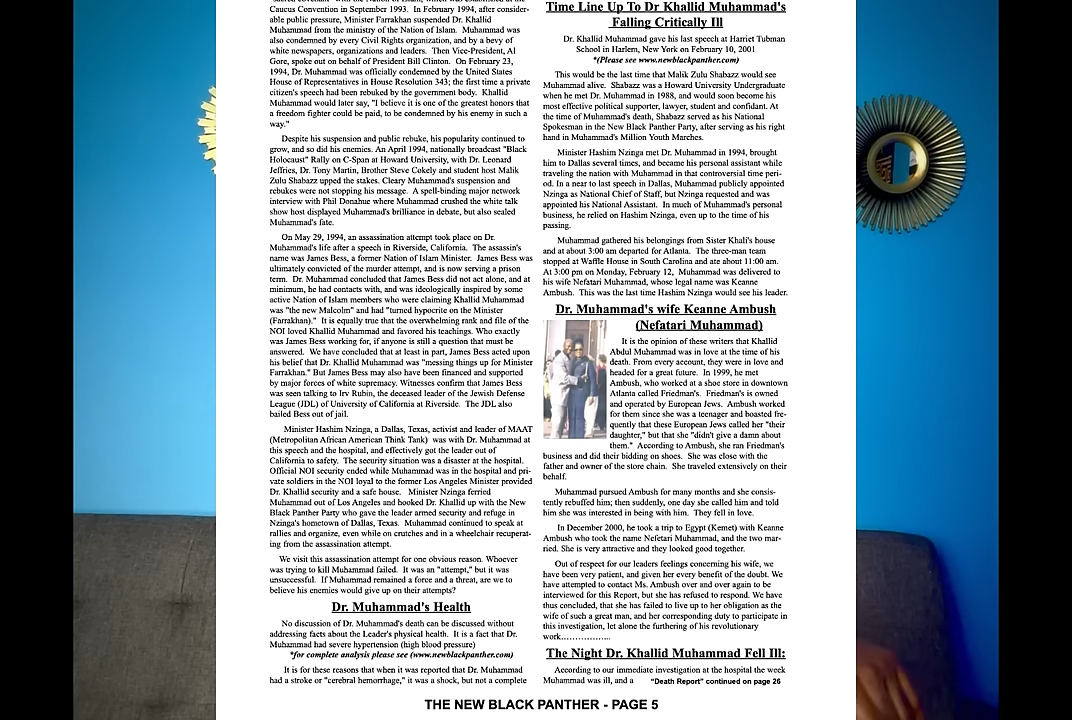 Caucus Convention in September 1993. In February 1994, after consider-
able public pressure, Minister Farrakhan suspended Dr. Khallid
Muhammad from the ministry of the Nation of Islam. Muhammad was
also condemned by every Civil Rights organization, and by a bevy of
white newspapers, organizations and leaders. Then Vice-President, Al
Gore, spoke out on behalf of President Bill Clinton. On February 23,
1994, Dr. Muhammad was officially condemned by the United States
House of Representatives in House Resolution 343; the first time a private
citizen's speech had been rebuked by the government body. Khallid
Muhammad would later say, "I believe it is one of the greatest honors that
a freedom fighter could be paid, to be condemned by his enemy in such a
way."
Despite his suspension and public rebuke, his popularity continued to
grow, and so did his enemies. An April 1994, nationally broadcast "Black
Holocaust" Rally on C-Span at Howard University, with Dr. Leonard
Jeffries, Dr. Tony Martin, Brother Steve Cokely and student host Malik
Zulu Shabazz upped the stakes. Cleary Muhammad's suspension and
rebukes were not stopping his message. A spell-binding major network
interview with Phil Donahue where Muhammad crushed the white talk
show host displayed Muhammad's brilliance in debate, but also sealed
Muhammad's fate.
On May 29, 1994, an assassination attempt took place on Dr.
Muhammad's life after a speech in Riverside, California. The assassin's
name was James Bess, a former Nation of Islam Minister. James Bess was
ultimately convicted of the murder attempt, and is now serving a prison
term. Dr. Muhammad concluded that James Bess did not act alone, and at
minimum, he had contacts with, and was ideologically inspired by some
active Nation of Islam members who were claiming Khallid Muhammad
was "the new Malcolm" and had "turned hypocrite on the Minister
(Farrakhan)." It is equally true that the overwhelming rank and file of the
NOI loved Khallid Muhammad and favored his teachings. Who exactly
was James Bess working for, if anyone is still a question that must be
answered. We have concluded that at least in part, James Bess acted upon
his belief that Dr. Khallid Muhammad was "messing things up for Minister
Farrakhan." But James Bess may also have been financed and supported
by major forces of white supremacy. Witnesses confirm that James Bess
was seen talking to Irv Rubin, the deceased leader of the Jewish Defense
League (JDL) of University of California at Riverside. The JDL also
bailed Bess out of jail.
Minister Hashim Nzinga, a Dallas, Texas, activist and leader of MAAT
(Metropolitan African American Think Tank) was with Dr. Muhammad at
this speech and the hospital, and effectively got the leader out of
California to safety. The security situation was a disaster at the hospital.
Official NOI security ended while Muhammad was in the hospital and pri-
vate soldiers in the NOI loyal to the former Los Angeles Minister provided
Dr. Khallid security and a safe house. Minister Nzinga ferried
Muhammad out of Los Angeles and hooked Dr. Khallid up with the New
Black Panther Party who gave the leader armed security and refuge in
Nzinga's hometown of Dallas, Texas. Muhammad continued to speak at
rallies and organize, even while on crutches and in a wheelchair recuperat-
ing from the assassination attempt.
We visit this assassination attempt for one obvious reason. Whoever
was trying to kill Muhammad failed. It was an "attempt," but it was
unsuccessful. If Muhammad remained a force and a threat, are we to
believe his enemies would give up on their attempts?
Dr. Muhammad's Health
No discussion of Dr. Muhammad's death can be discussed without
addressing facts about the Leader's physical health. It is a fact that Dr.
Muhammad had severe hypertension (high blood pressure)
*for complete analysis please see (www.newblackpanther.com)
It is for these reasons that when it was reported that Dr. Muhammad
had a stroke or "cerebral hemorrhage," it was a shock, but not a complete
Time Line Up To Dr Khallid Muhammad's
Falling Critically Ill
Dr. Khallid Muhammad gave his last speech at Harriet Tubman
School in Harlem, New York on February 10, 2001
*(Please see www.newblackpanther.com)
This would be the last time that Malik Zulu Shabazz would see
Muhammad alive. Shabazz was a Howard University Undergraduate
when he met Dr. Muhammad in 1988, and would soon become his
most effective political supporter, lawyer, student and confidant. At
the time of Muhammad's death, Shabazz served as his National
Spokesman in the New Black Panther Party, after serving as his right
hand in Muhammad's Million Youth Marches.
Minister Hashim Nzinga met Dr. Muhammad in 1994, brought
him to Dallas several times, and became his personal assistant while
traveling the nation with Muhammad in that controversial time peri-
od. In a near to last speech in Dallas, Muhammad publicly appointed
Nzinga as National Chief of Staff, but Nzinga requested and was
appointed his National Assistant. In much of Muhammad's personal
business, he relied on Hashim Nzinga, even up to the time of his
passing.
Muhammad gathered his belongings from Sister Khali's house
and at about 3:00 am departed for Atlanta. The three-man team
stopped at Waffle House in South Carolina and ate about 11:00 am.
At 3:00 pm on Monday, February 12, Muhammad was delivered to
his wife Nefatari Muhammad, whose legal name was Keanne
Ambush. This was the last time Hashim Nzinga would see his leader.
Dr. Muhammad's wife Keanne Ambush
(Nefatari Muhammad)
It is the opinion of these writers that Khallid
Abdul Muhammad was in love at the time of his
death. From every account, they were in love and
headed for a great future. In 1999, he met
Ambush, who worked at a shoe store in downtown
Atlanta called Friedman's. Friedman's is owned
and operated by European Jews. Ambush worked
for them since she was a teenager and boasted fre-
quently that these European Jews called her "their
daughter," but that she "didn't give a damn about
them." According to Ambush, she ran Friedman's
business and did their bidding on shoes. She was close with the
father and owner of the store chain. She traveled extensively on their
behalf.
Muhammad pursued Ambush for many months and she consis-
tently rebuffed him; then suddenly, one day she called him and told
him she was interested in being with him. They fell in love.
In December 2000, he took a trip to Egypt (Kemet) with Keanne
Ambush who took the name Nefetari Muhammad, and the two mar-
ried. She is very attractive and they looked good together.
Out of respect for our leaders feelings concerning his wife, we
have been very patient, and given her every benefit of the doubt. We
have attempted to contact Ms. Ambush over and over again to be
interviewed for this Report, but she has refused to respond. We have
thus concluded, that she has failed to live up to her obligation as the
wife of such a great man, and her corresponding duty to participate in
this investigation, let alone the furthering of his revolutionary
work……………...
The Night Dr. Khallid Muhammad Fell Ill:
According to our immediate investigation at the hospital the week
Muhammad was ill, and a "Death Report" continued on page 26
THE NEW BLACK PANTHER - PAGE 5